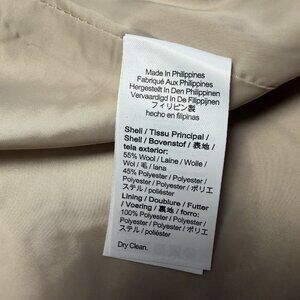 Made In Philippines
Fabriqué Aux Philippines
Hergestellt In Den Philippinen
Vervaardigd In De Filippijnen
フィリピン製
hecho en filipinas
Shell / Tissu Principal /
Shell / Bovenstof / 表地 /
tela exterior:
55% Wool / Laine / Wolle /
Wol / 毛 / lana
45% Polyester / Polyester /
Polyester / Polyester / ポリエ
ステル / poliéster
Lining / Doublure / Futter
/ Voering / 裏地 / forro:
100% Polyester / Polyester /
Polyester / Polyester / ポリエ
ステル / poliéster
Dry Clean.